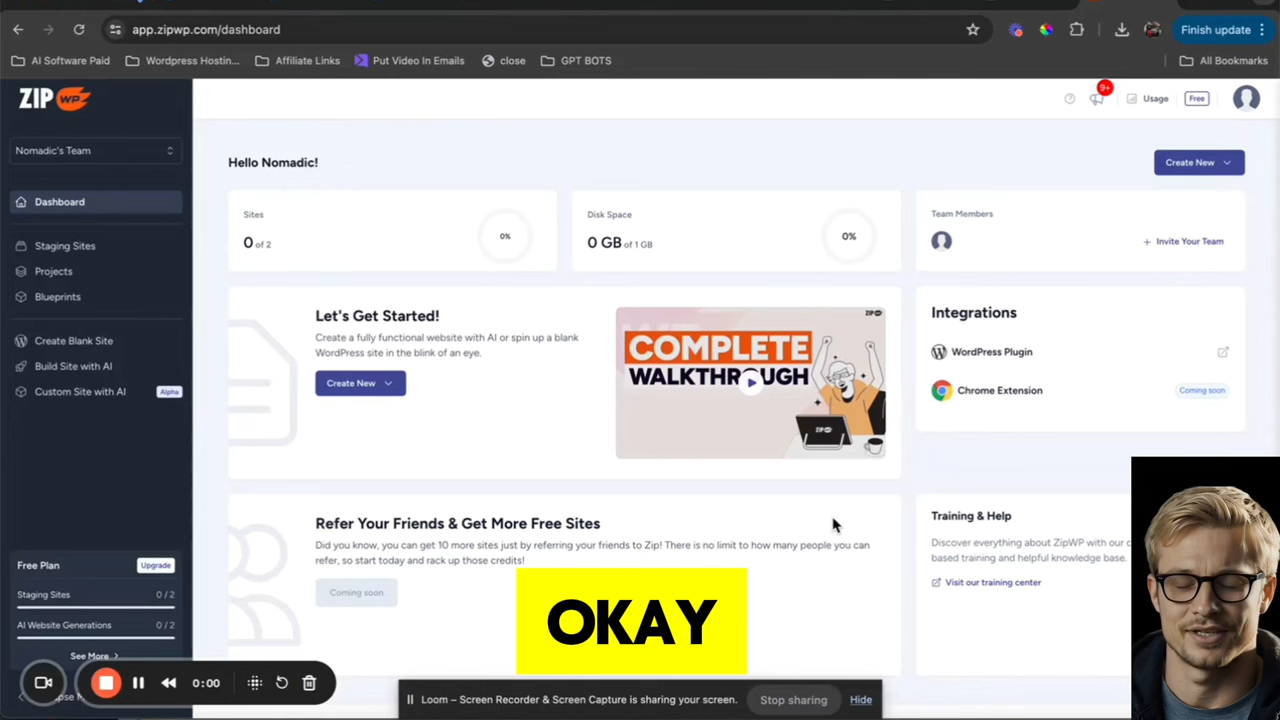 app.zipwp.com/dashboard
Finish update
AI Software Paid
Wordpress Hostin...
Affiliate Links
Put Video In Emails
close
GPT BOTS
All Bookmarks
ZIP WP
9+
Usage
Free
Nomadic's Team
Hello Nomadic!
Create New
Dashboard
Staging Sites
Projects
Blueprints
Create Blank Site
Build Site with AI
Custom Site with AI
Alpha
Sites
0 of 2
0%
Disk Space
0 GB of 1 GB
0%
Team Members
+ Invite Your Team
Let's Get Started!
Create a fully functional website with AI or spin up a blank
WordPress site in the blink of an eye.
Create New
ZIP WP
COMPLETE
WALKTHROUGH
ZIP WP
Integrations
WordPress Plugin
Chrome Extension
Coming soon
Refer Your Friends & Get More Free Sites
Did you know, you can get 10 more sites just by referring your friends to Zip! There is no limit to how many people you can
refer, so start today and rack up those credits!
Coming soon
Training & Help
Discover everything about ZipWP with our
based training and helpful knowledge base.
Visit our training center
Free Plan
Upgrade
Staging Sites
0 / 2
AI Website Generations
0 / 2
See More
OKAY
0:00
Loom – Screen Recorder & Screen Capture is sharing your screen.
Stop sharing
Hide